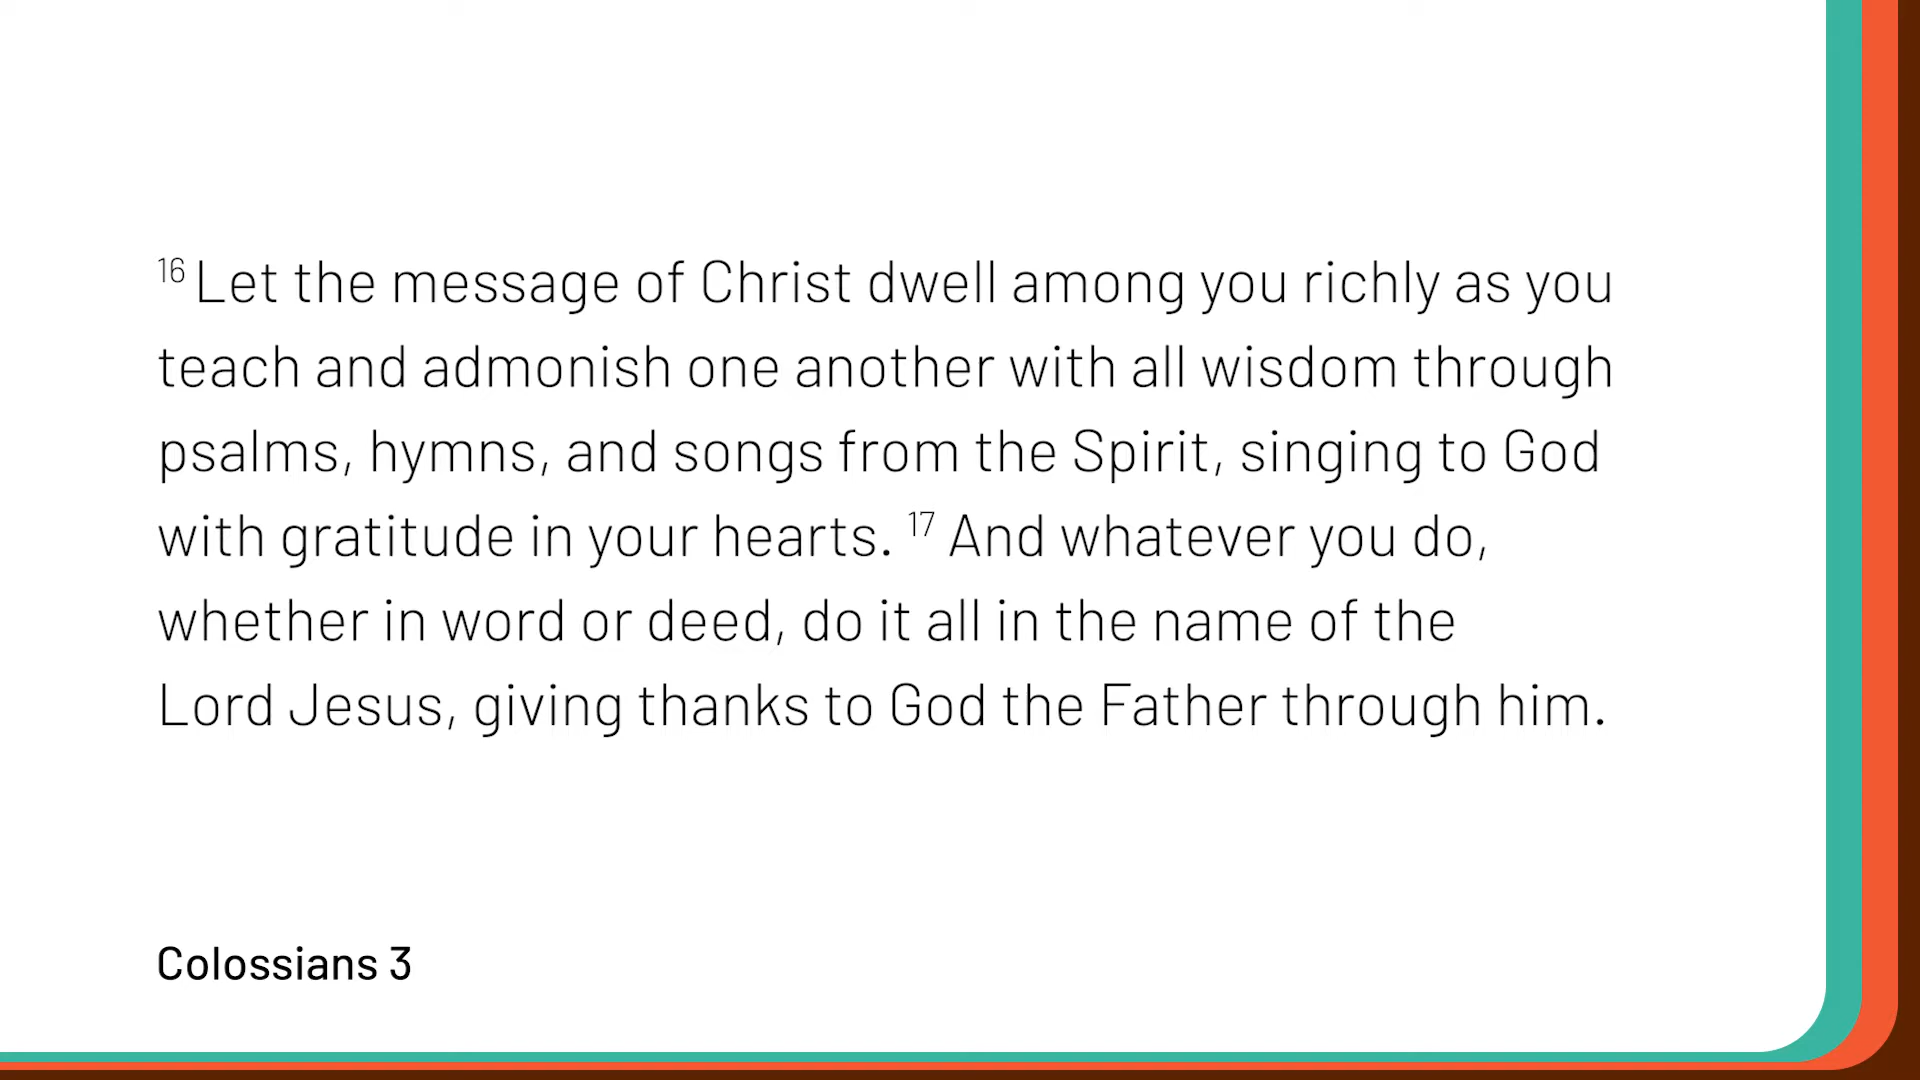 16 Let the message of Christ dwell among you richly as you
teach and admonish one another with all wisdom through
psalms, hymns, and songs from the Spirit, singing to God
with gratitude in your hearts. 17 And whatever you do,
whether in word or deed, do it all in the name of the
Lord Jesus, giving thanks to God the Father through him.
Colossians 3